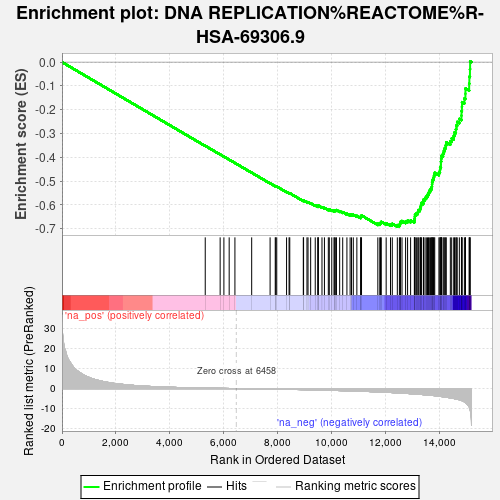 Enrichment plot: DNA REPLICATION%REACTOME%R-
HSA-69306.9
Enrichment score (ES)
0.0
-0.1
-0.2
-0.3
-0.4
-0.5
-0.6
-0.7
'na_pos' (positively correlated)
Ranked list metric (PreRanked)
30
20
10
0
-10
-20
Zero cross at 6458
'na_neg' (negatively correlated)
0
2,000
4,000
6,000
8,000
10,000
12,000
14,000
Rank in Ordered Dataset
Enrichment profile
Hits
Ranking metric scores